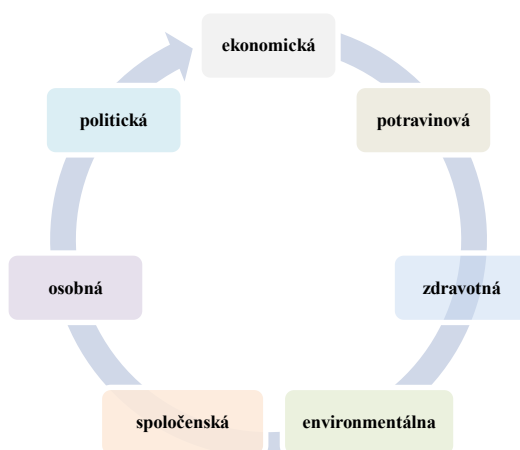 ekonomická
potravinová
zdravotná
environmentálna
spoločenská
osobná
politická